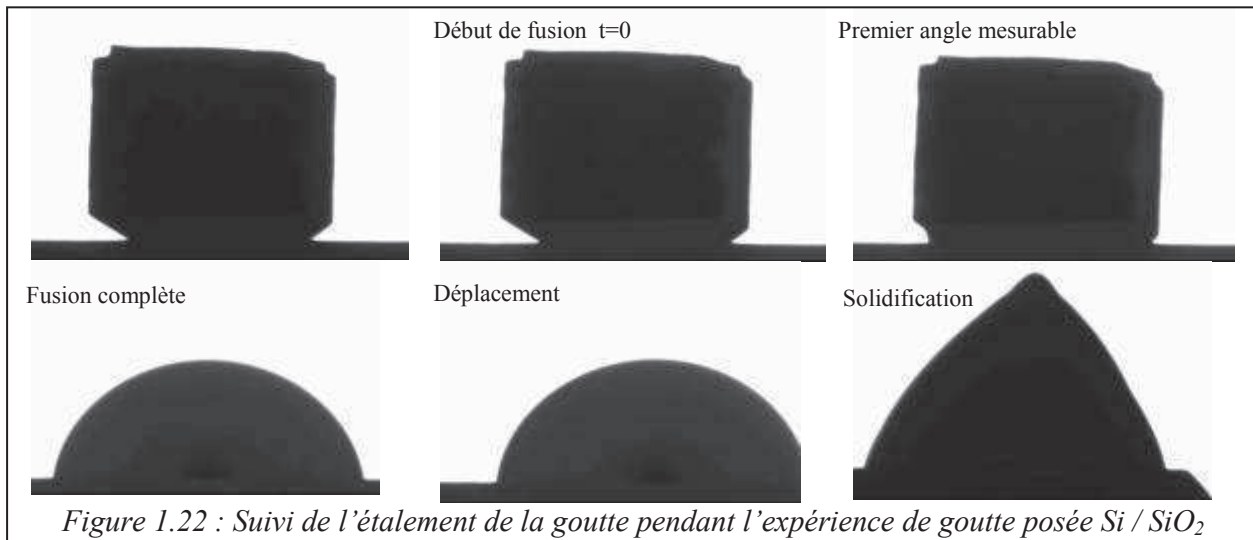 Début de fusion t=0
Premier angle mesurable
Fusion complète
Déplacement
Solidification
Figure 1.22 : Suivi de l'étalement de la goutte pendant l'expérience de goutte posée Si / SiO₂